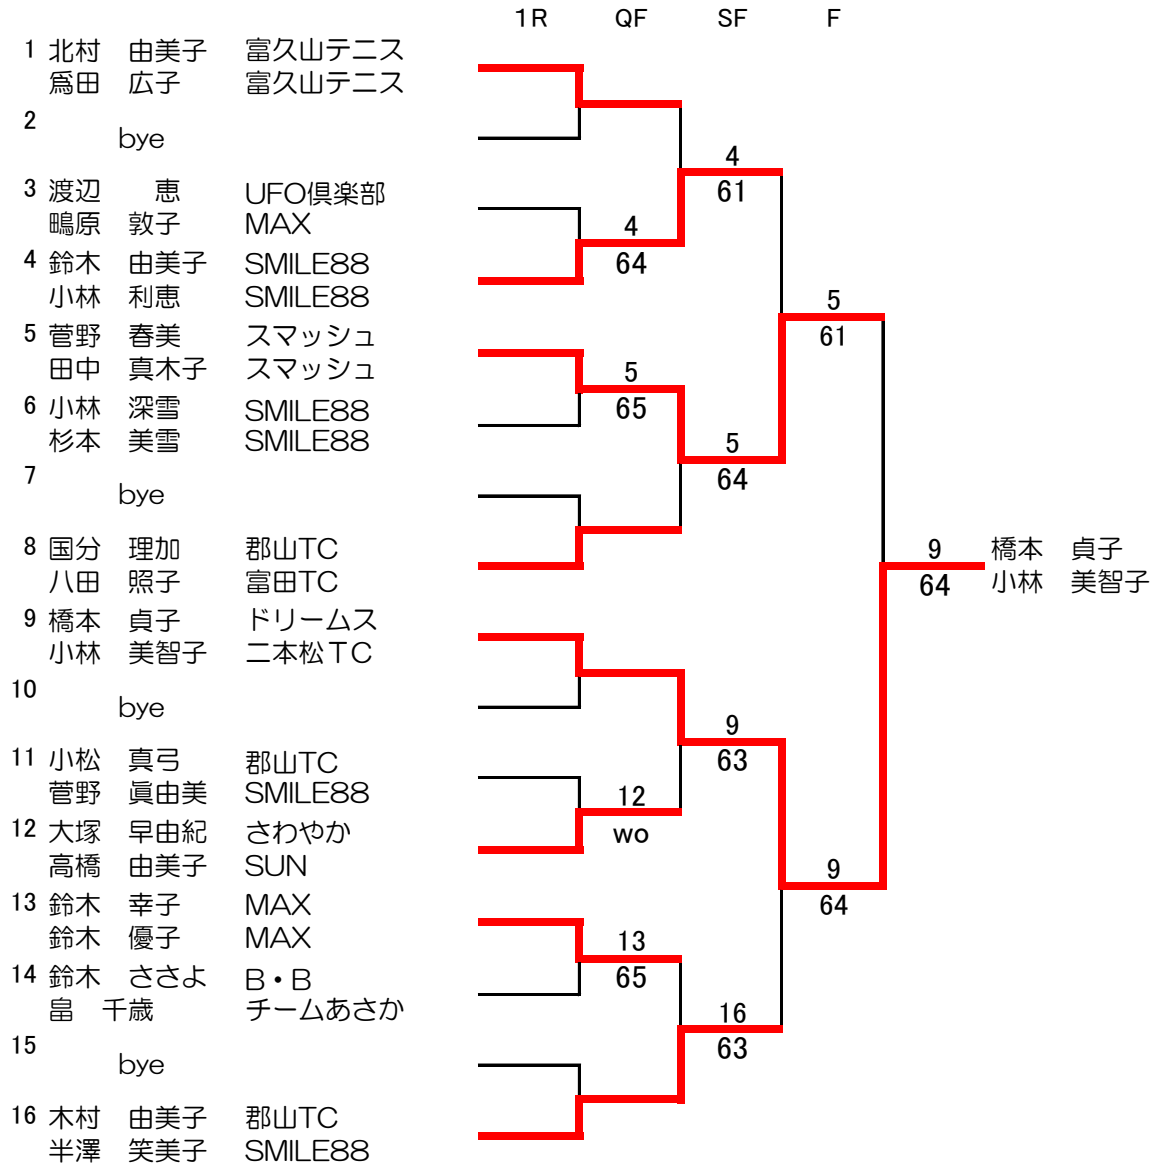 1R QF SF F
1 北村 由美子 富久山テニス
爲田 広子 富久山テニス
2 bye
3 渡辺 恵 UFO倶楽部
鴫原 敦子 MAX
4 鈴木 由美子 SMILE88
小林 利恵 SMILE88
5 菅野 春美 スマッシュ
田中 真木子 スマッシュ
6 小林 深雪 SMILE88
杉本 美雪 SMILE88
7 bye
8 国分 理加 郡山TC
八田 照子 富田TC
9 橋本 貞子 ドリームス
小林 美智子 二本松TC
10 bye
11 小松 真弓 郡山TC
菅野 眞由美 SMILE88
12 大塚 早由紀 さわやか
高橋 由美子 SUN
13 鈴木 幸子 MAX
鈴木 優子 MAX
14 鈴木 ささよ B・B
畠 千歳 チームあさか
15 bye
16 木村 由美子 郡山TC
半澤 笑美子 SMILE88
4
64
5
65
12
wo
13
65
4
61
5
64
9
63
16
63
5
61
9
64
9
64
橋本 貞子
小林 美智子